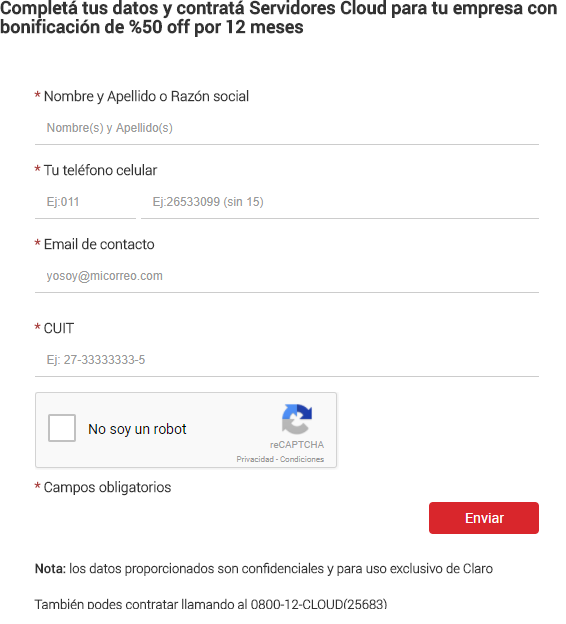 Completá tus datos y contratá Servidores Cloud para tu empresa con
bonificación de %50 off por 12 meses
* Nombre y Apellido o Razón social
Nombre(s) y Apellido(s)
* Tu teléfono celular
Ej:011 Ej:26533099 (sin 15)
* Email de contacto
yosoy@micorreo.com
* CUIT
Ej: 27-33333333-5
No soy un robot
reCAPTCHA
Privacidad - Condiciones
* Campos obligatorios
Enviar
Nota: los datos proporcionados son confidenciales y para uso exclusivo de Claro
También podes contratar llamando al 0800-12-CLOUD(25683)